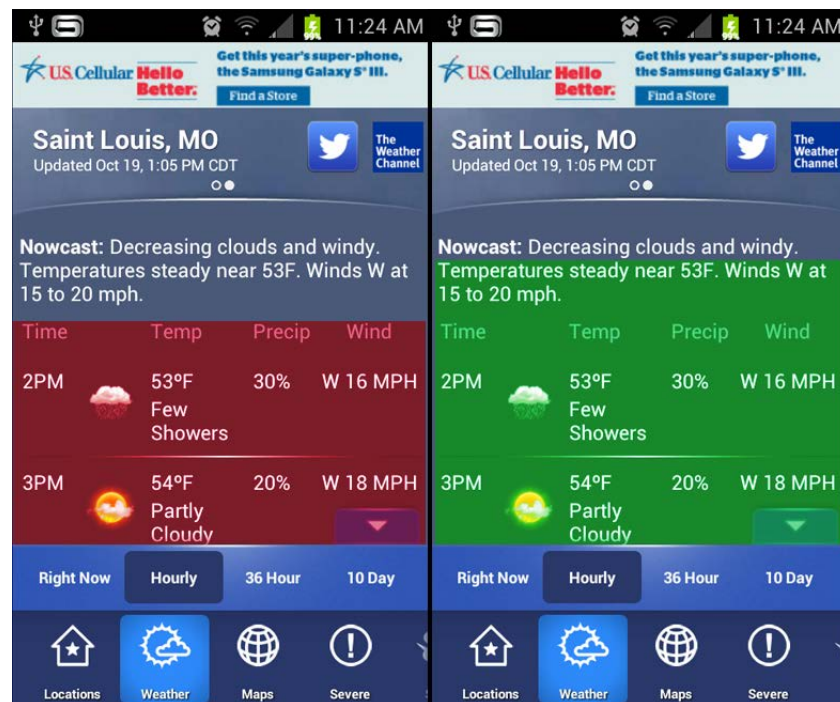 11:24 AM
U.S. Cellular
Hello
Better.
Get this year's super-phone,
the Samsung Galaxy S® III.
Find a Store
Saint Louis, MO
Updated Oct 19, 1:05 PM CDT
The
Weather
Channel
Nowcast: Decreasing clouds and windy.
Temperatures steady near 53F. Winds W at
15 to 20 mph.
Time Temp Precip Wind
2PM 53ºF 30% W 16 MPH
Few
Showers
3PM 54ºF 20% W 18 MPH
Partly
Cloudy
Right Now Hourly 36 Hour 10 Day
Locations Weather Maps Severe
11:24 AM
U.S. Cellular
Hello
Better.
Get this year's super-phone,
the Samsung Galaxy S® III.
Find a Store
Saint Louis, MO
Updated Oct 19, 1:05 PM CDT
The
Weather
Channel
Nowcast: Decreasing clouds and windy.
Temperatures steady near 53F. Winds W at
15 to 20 mph.
Time Temp Precip Wind
2PM 53ºF 30% W 16 MPH
Few
Showers
3PM 54ºF 20% W 18 MPH
Partly
Cloudy
Right Now Hourly 36 Hour 10 Day
Locations Weather Maps Severe